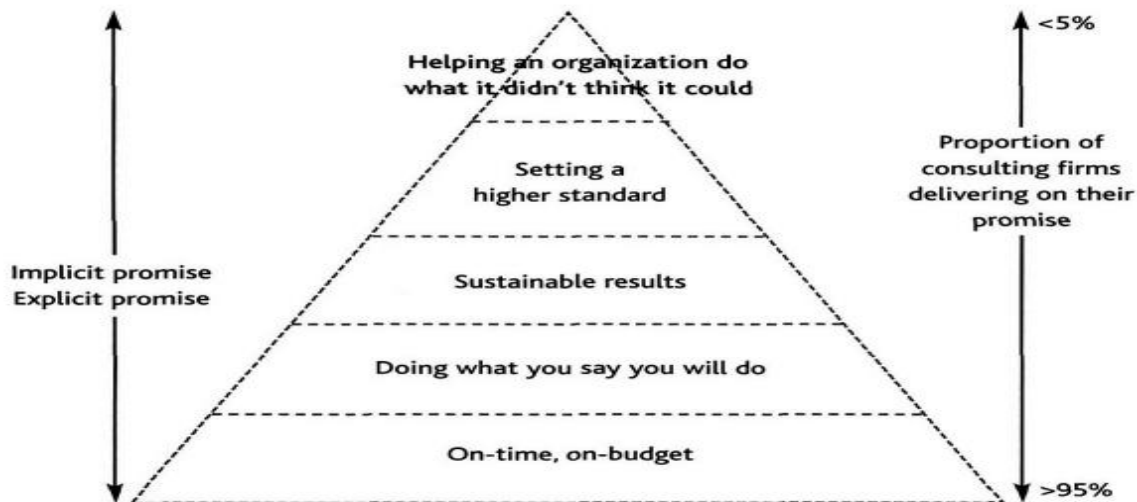 <5%
Helping an organization do
what it didn't think it could
Proportion of
consulting firms
delivering on their
promise
Setting a
higher standard
Implicit promise
Explicit promise
Sustainable results
Doing what you say you will do
On-time, on-budget
>95%